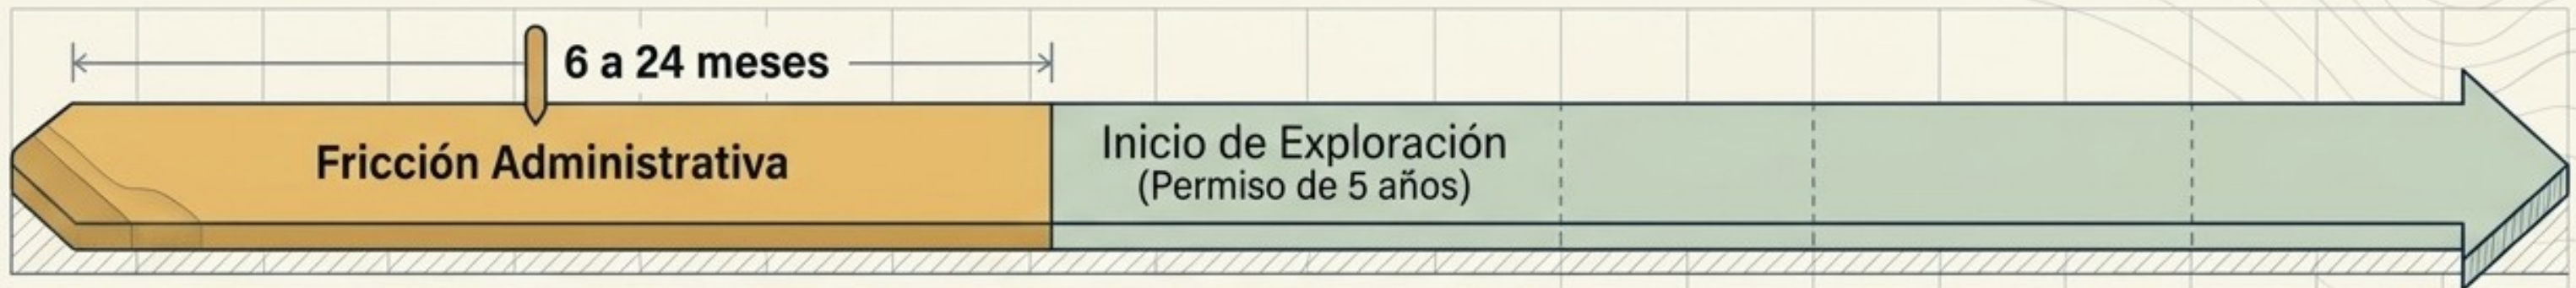 6 a 24 meses
Fricción Administrativa
Inicio de Exploración
(Permiso de 5 años)